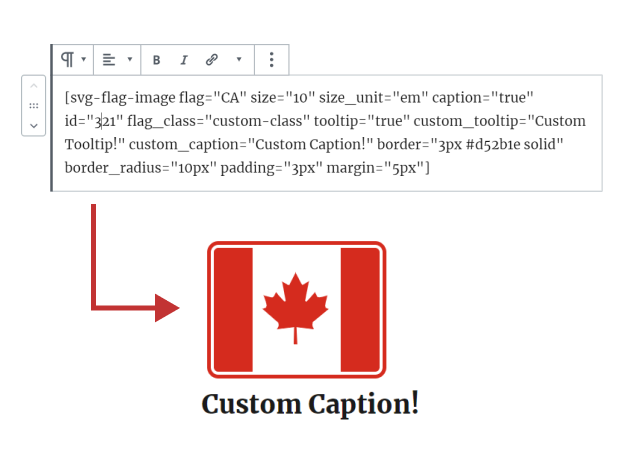 [svg-flag-image flag="CA" size="10" size_unit="em" caption="true"
id="321" flag_class="custom-class" tooltip="true" custom_tooltip="Custom
Tooltip!" custom_caption="Custom Caption!" border="3px #d52b1e solid"
border_radius="10px" padding="3px" margin="5px"]
Custom Caption!